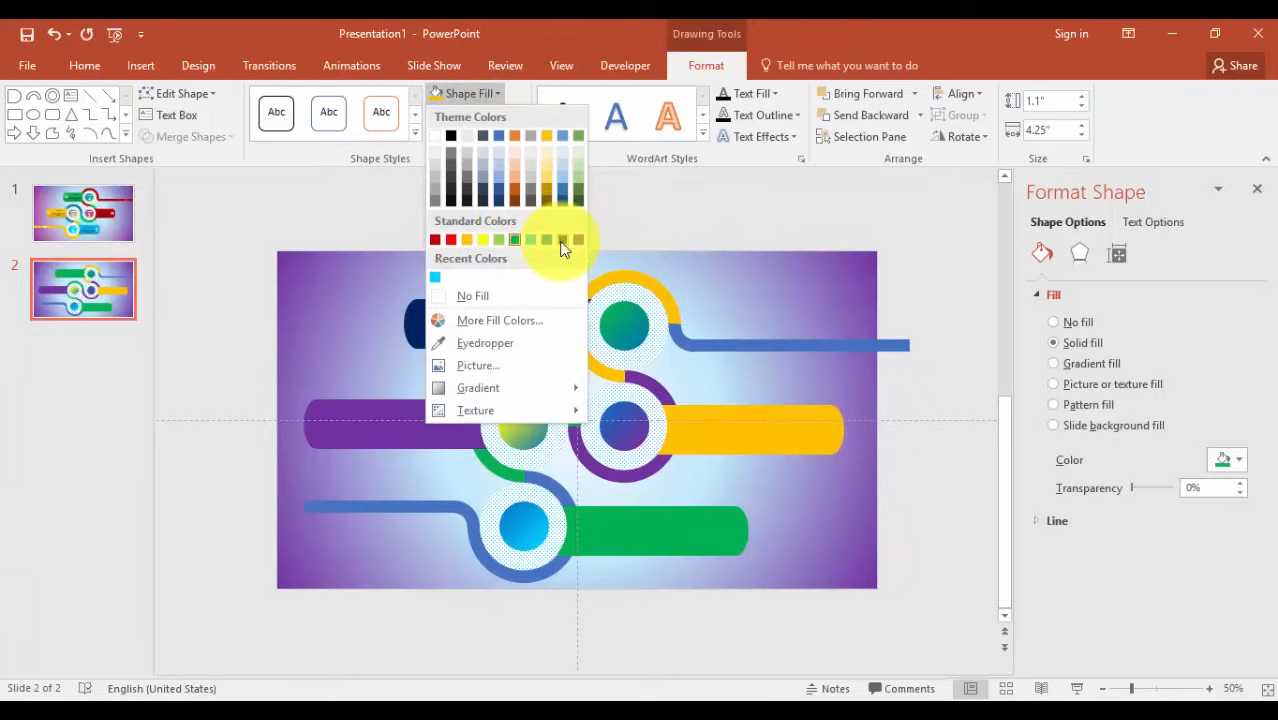 Presentation1 - PowerPoint
Drawing Tools
Sign in
File
Home
Insert
Design
Transitions
Animations
Slide Show
Review
View
Developer
Format
Tell me what you want to do
Share
Edit Shape
Text Box
Merge Shapes
Insert Shapes
Abc
Abc
Abc
Shape Styles
Shape Fill
A
A
WordArt Styles
Text Fill
Text Outline
Text Effects
Bring Forward
Send Backward
Selection Pane
Align
Group
Rotate
Arrange
1.1"
4.25"
Size
Theme Colors
Standard Colors
Recent Colors
No Fill
More Fill Colors...
Eyedropper
Picture...
Gradient
Texture
1
2
Format Shape
Shape Options
Text Options
Fill
No fill
Solid fill
Gradient fill
Picture or texture fill
Pattern fill
Slide background fill
Color
Transparency
0%
Line
Slide 2 of 2
English (United States)
Notes
Comments
50%